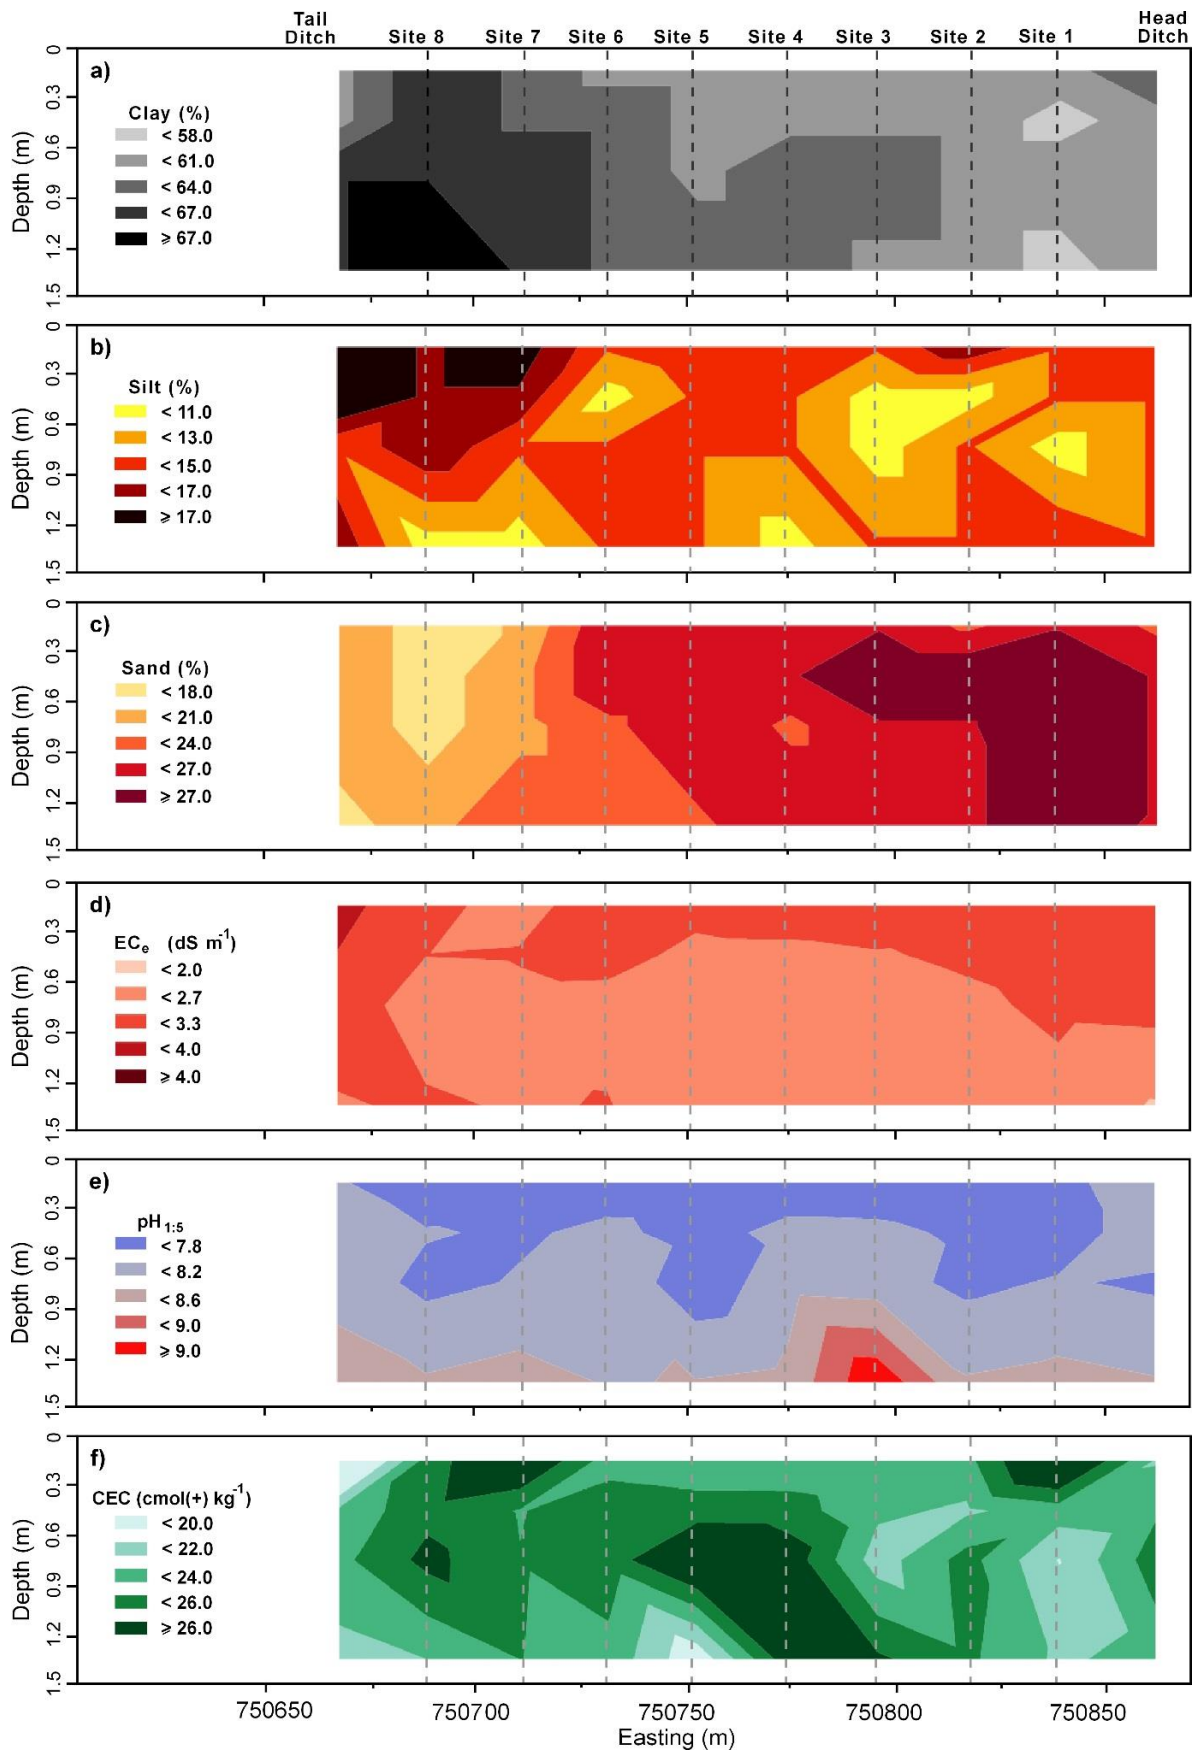 Tail Ditch
Site 8
Site 7
Site 6
Site 5
Site 4
Site 3
Site 2
Site 1
Head Ditch
a)
Clay (%)
< 58.0
< 61.0
< 64.0
< 67.0
⩾ 67.0
Depth (m)
0
0.3
0.6
0.9
1.2
1.5
b)
Silt (%)
< 11.0
< 13.0
< 15.0
< 17.0
⩾ 17.0
Depth (m)
0
0.3
0.6
0.9
1.2
1.5
c)
Sand (%)
< 18.0
< 21.0
< 24.0
< 27.0
⩾ 27.0
Depth (m)
0
0.3
0.6
0.9
1.2
1.5
d)
ECe (dS m-1)
< 2.0
< 2.7
< 3.3
< 4.0
⩾ 4.0
Depth (m)
0
0.3
0.6
0.9
1.2
1.5
e)
pH1:5
< 7.8
< 8.2
< 8.6
< 9.0
⩾ 9.0
Depth (m)
0
0.3
0.6
0.9
1.2
1.5
f)
CEC (cmol(+) kg-1)
< 20.0
< 22.0
< 24.0
< 26.0
⩾ 26.0
Depth (m)
0
0.3
0.6
0.9
1.2
1.5
750650
750700
750750
750800
750850
Easting (m)